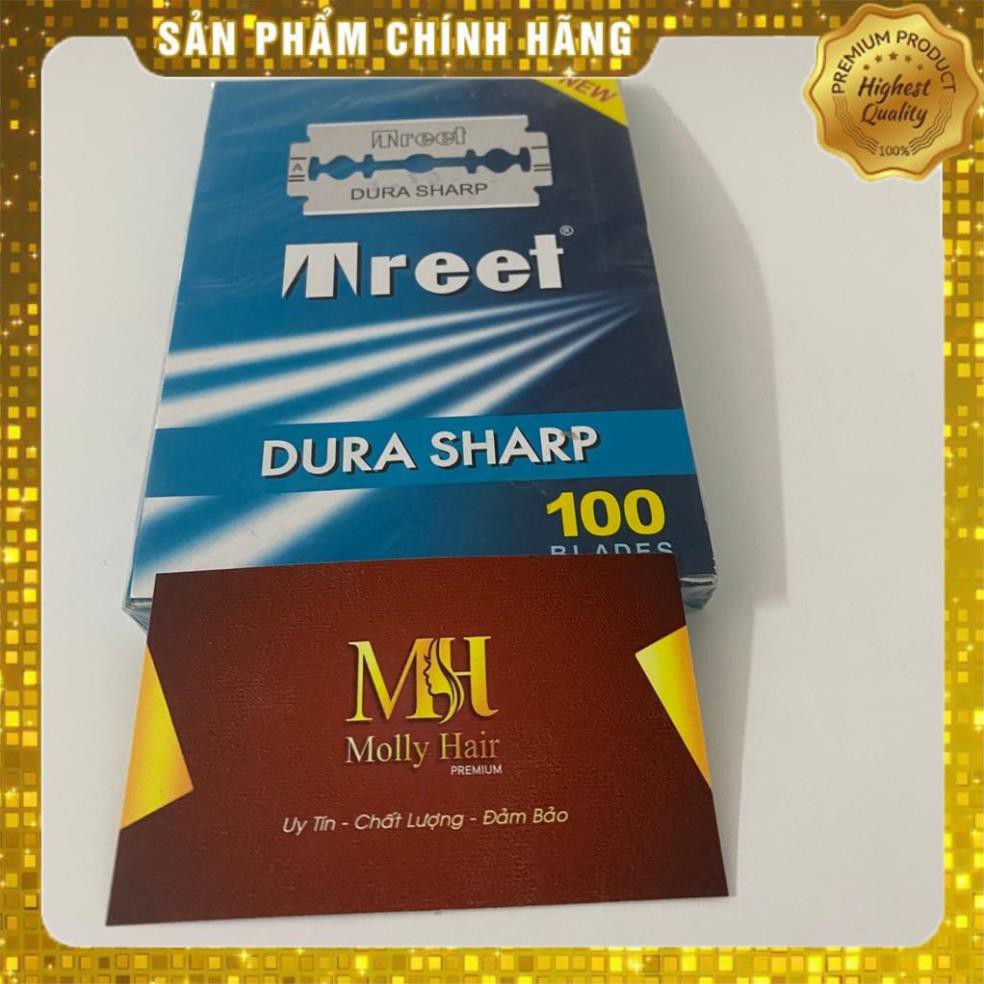 SẢN PHẨM CHÍNH HÃNG
PREMIUM PRODUCT
Highest
Quality
100%
NEW
Treet
A
DURA SHARP
Treet®
DURA SHARP
100
BLADES
MH
Molly Hair
PREMIUM
Uy Tín - Chất Lượng - Đảm Bảo